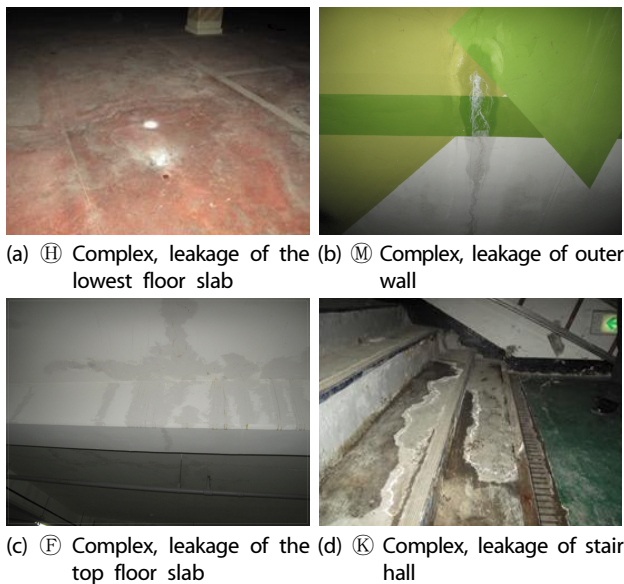 (a) Ⓗ Complex, leakage of the lowest floor slab
(b) Ⓜ Complex, leakage of outer wall
(c) Ⓕ Complex, leakage of the top floor slab
(d) Ⓚ Complex, leakage of stair hall